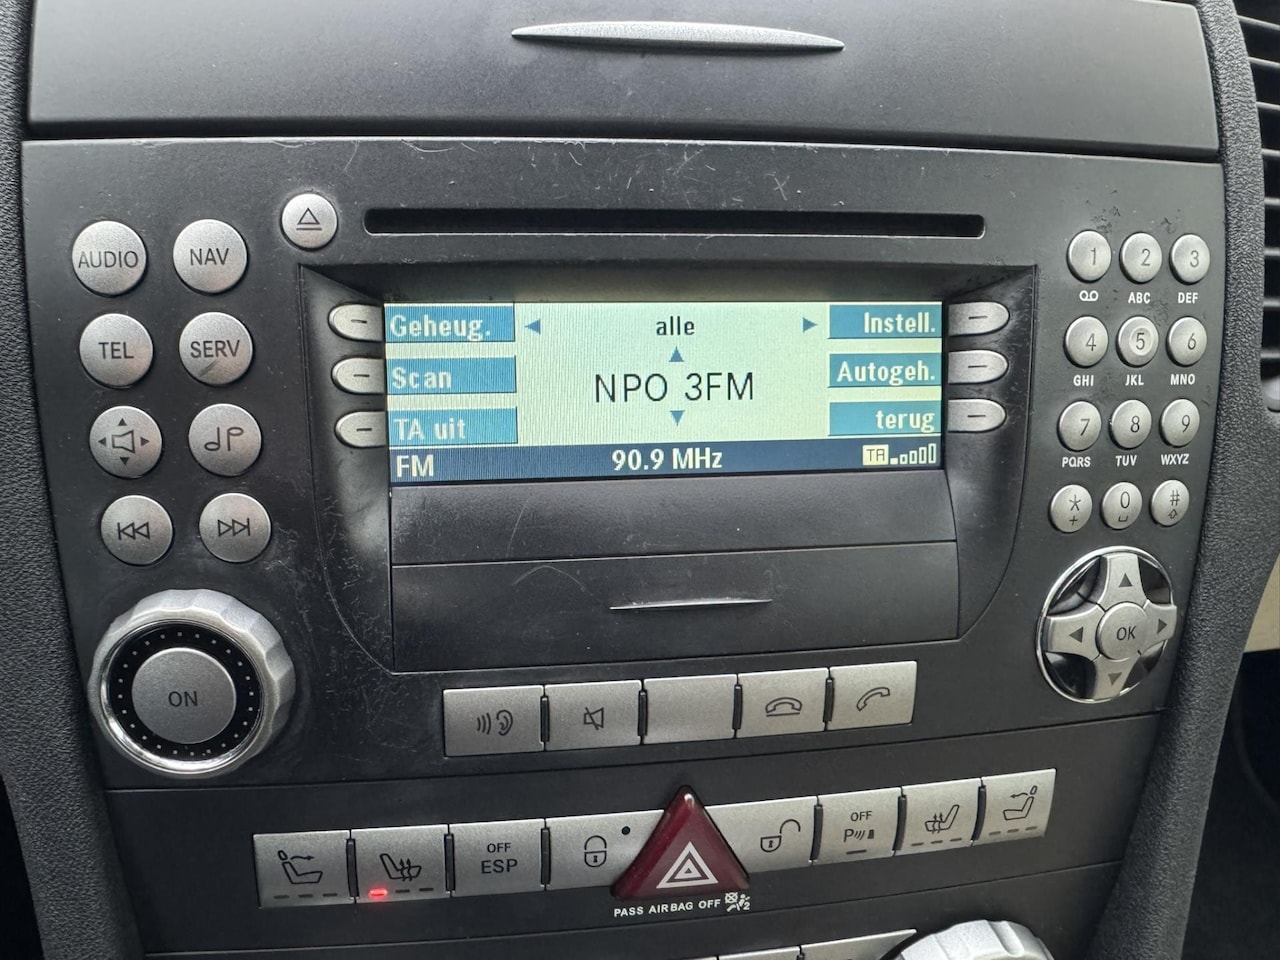 AUDIO
NAV
TEL
SERV
ON
Geheug.
alle
Instell.
Scan
NPO 3FM
Autogeh.
TA uit
terug
FM
90.9 MHz
TA
1
2
3
ABC
DEF
4
5
6
GHI
JKL
MNO
7
8
9
PQRS
TUV
WXYZ
*
0
#
+
OK
OFF
ESP
OFF
P
PASS AIRBAG OFF
2